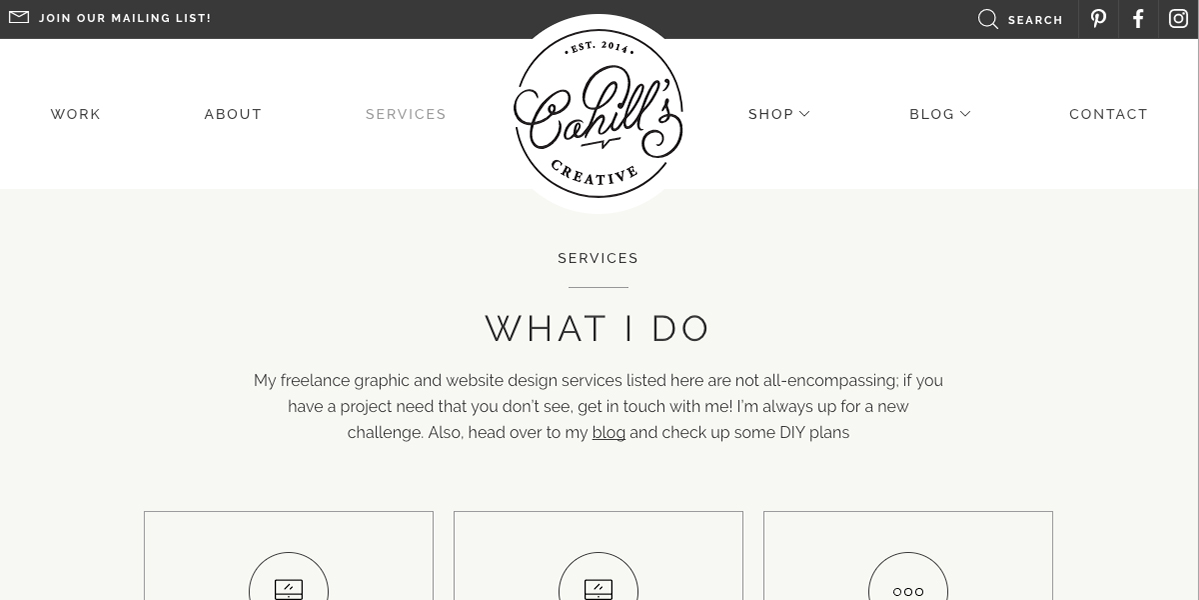 JOIN OUR MAILING LIST!
SEARCH
WORK
ABOUT
SERVICES
• EST. 2014 •
Cahill's
CREATIVE
SHOP
BLOG
CONTACT
SERVICES
WHAT I DO
My freelance graphic and website design services listed here are not all-encompassing; if you
have a project need that you don't see, get in touch with me! I'm always up for a new
challenge. Also, head over to my blog and check up some DIY plans